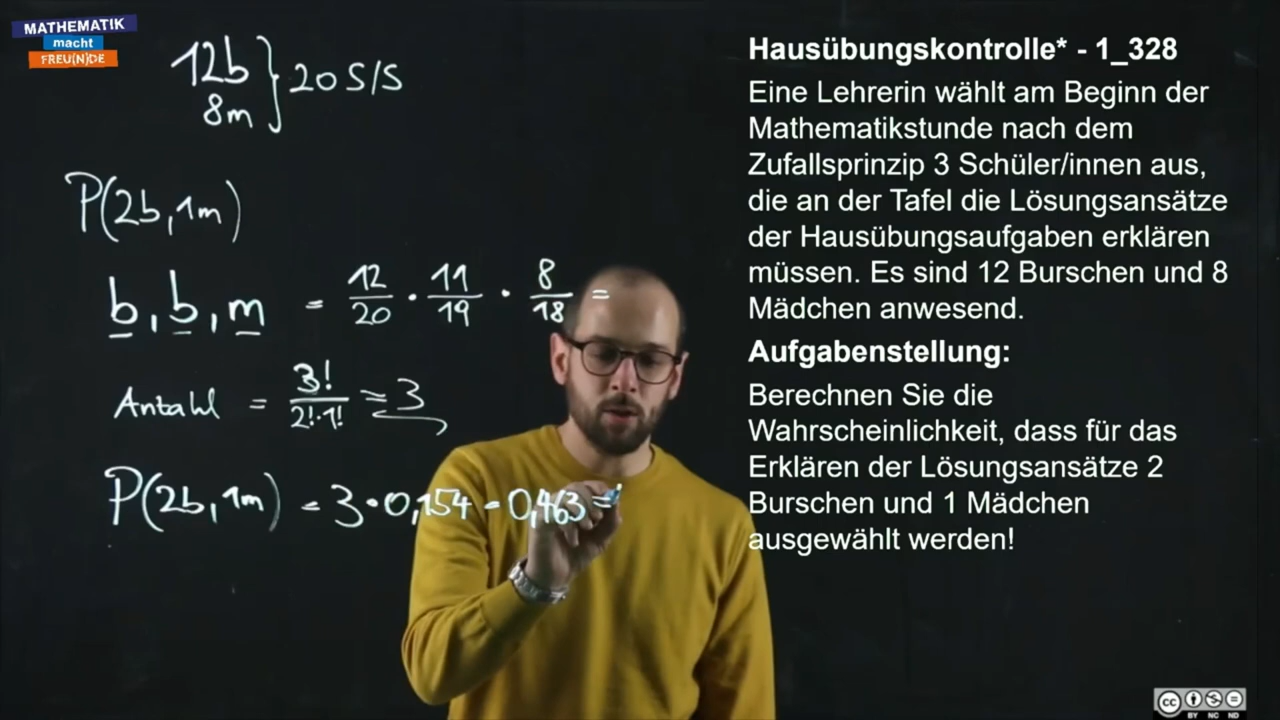 MATHEMATIK
macht
FREU(N)DE
12b
8m
} 20 S/S
P(2b, 1m)
b, b, m = 12/20 · 11/19 · 8/18 =
Anzahl = 3!/2!·1! = 3
P(2b, 1m) = 3 · 0,154 = 0,463 =
Hausübungskontrolle* - 1_328
Eine Lehrerin wählt am Beginn der
Mathematikstunde nach dem
Zufallsprinzip 3 Schüler/innen aus,
die an der Tafel die Lösungsansätze
der Hausübungsaufgaben erklären
müssen. Es sind 12 Burschen und 8
Mädchen anwesend.
Aufgabenstellung:
Berechnen Sie die
Wahrscheinlichkeit, dass für das
Erklären der Lösungsansätze 2
Burschen und 1 Mädchen
ausgewählt werden!
cc
BY NC ND